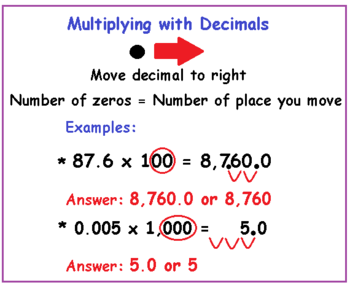 Multiplying with Decimals
Move decimal to right
Number of zeros = Number of place you move
Examples:
* 87.6 x 100 = 8,7.60.0
Answer: 8,760.0 or 8,760
* 0.005 x 1,000 = 5.0
Answer: 5.0 or 5